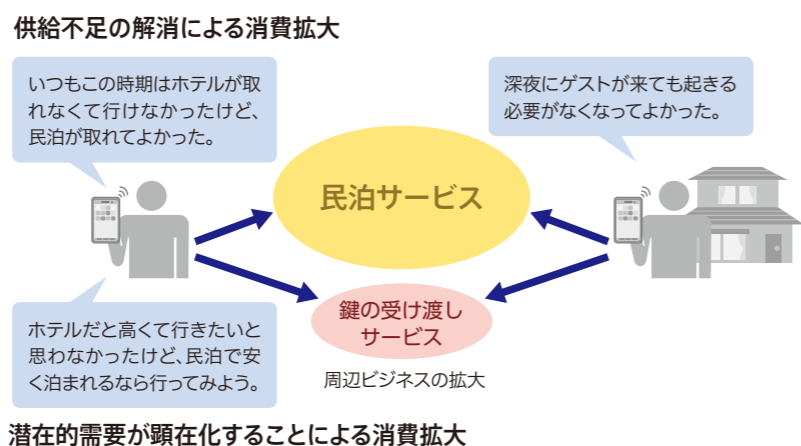 供給不足の解消による消費拡大
いつもこの時期はホテルが取
れなくて行けなかったけど、
民泊が取れてよかった。
深夜にゲストが来ても起きる
必要がなくなってよかった。
民泊サービス
鍵の受け渡し
サービス
周辺ビジネスの拡大
ホテルだと高くて行きたいと
思わなかったけど、民泊で安
く泊まれるなら行ってみよう。
潜在的需要が顕在化することによる消費拡大